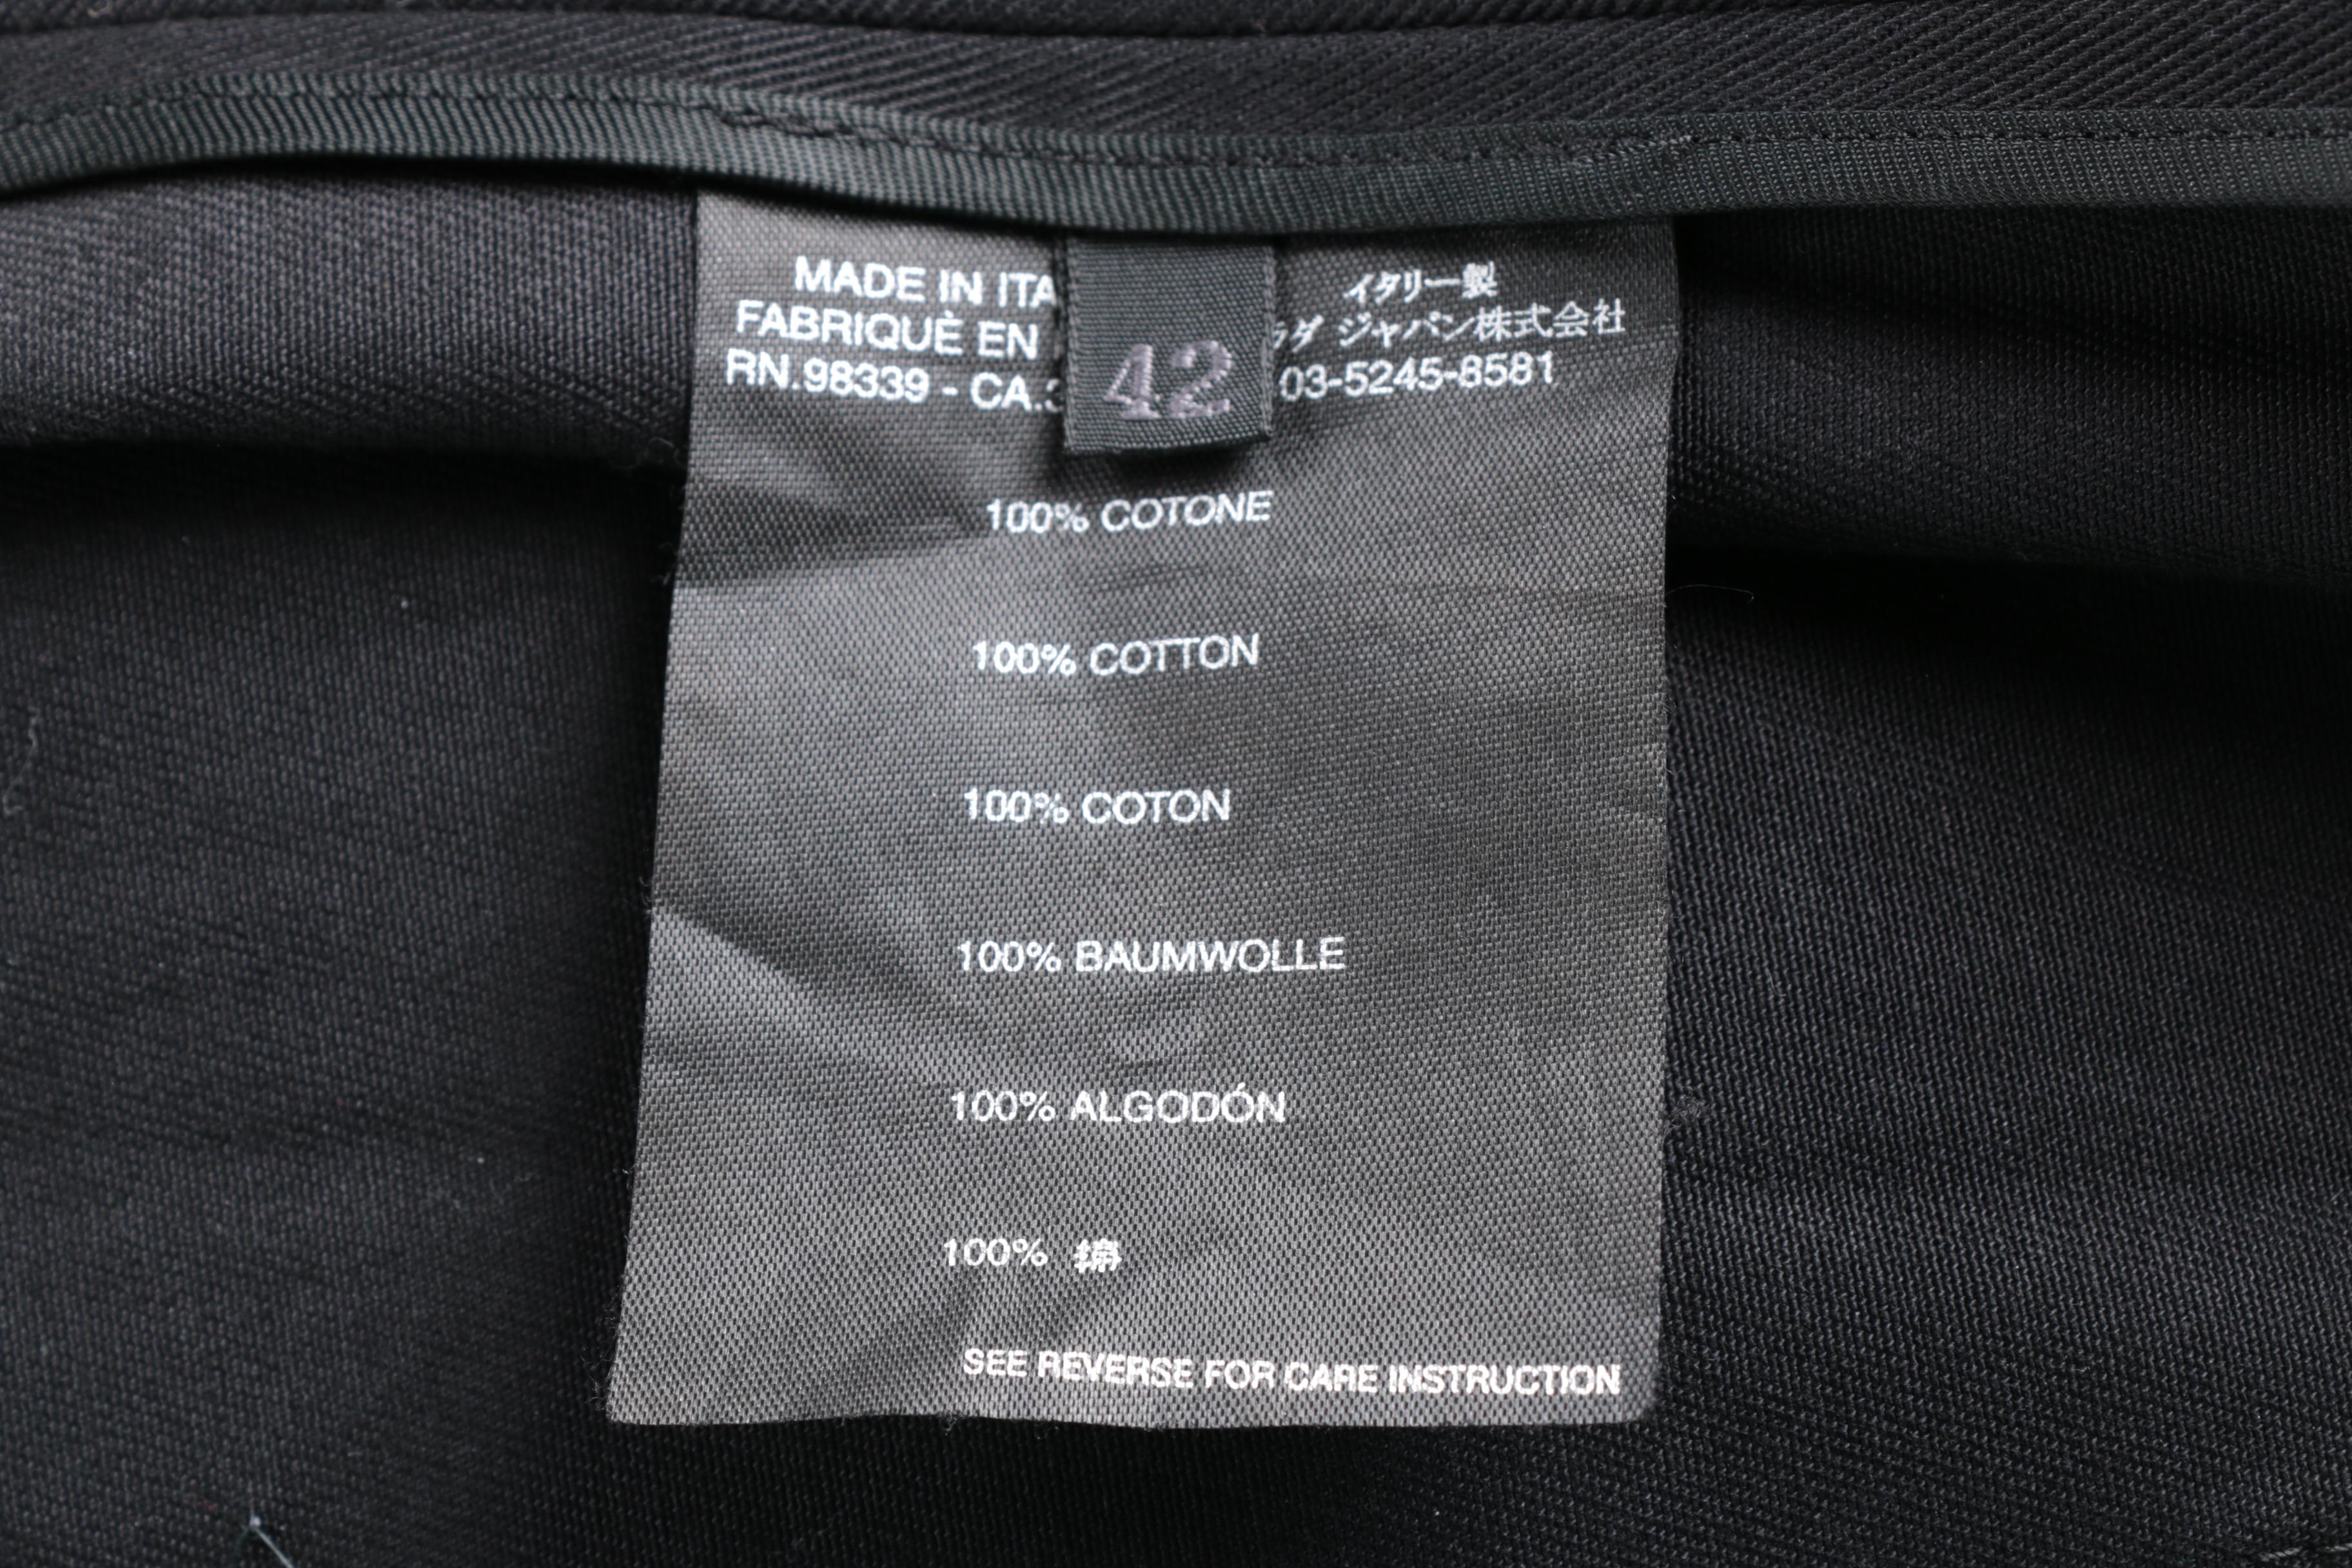 MADE IN ITA
FABRIQUÈ EN
RN.98339 - CA.3
42
イタリー製
ラダ ジャパン株式会社
03-5245-8581
100% COTONE
100% COTTON
100% COTON
100% BAUMWOLLE
100% ALGODÓN
100% 綿
SEE REVERSE FOR CARE INSTRUCTION